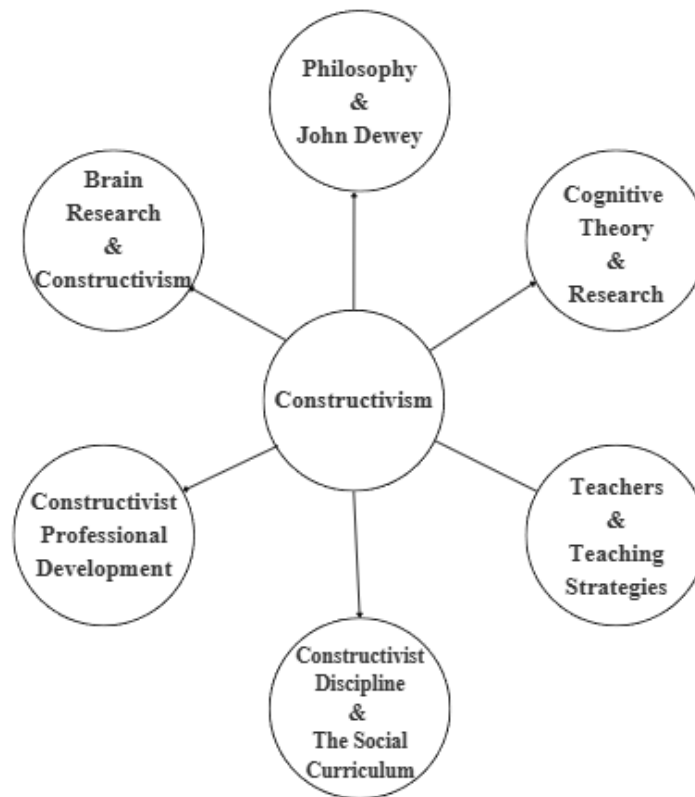 Philosophy
&
John Dewey
Brain
Research
&
Constructivism
Cognitive
Theory
&
Research
Constructivism
Constructivist
Professional
Development
Teachers
&
Teaching
Strategies
Constructivist
Discipline
&
The Social
Curriculum